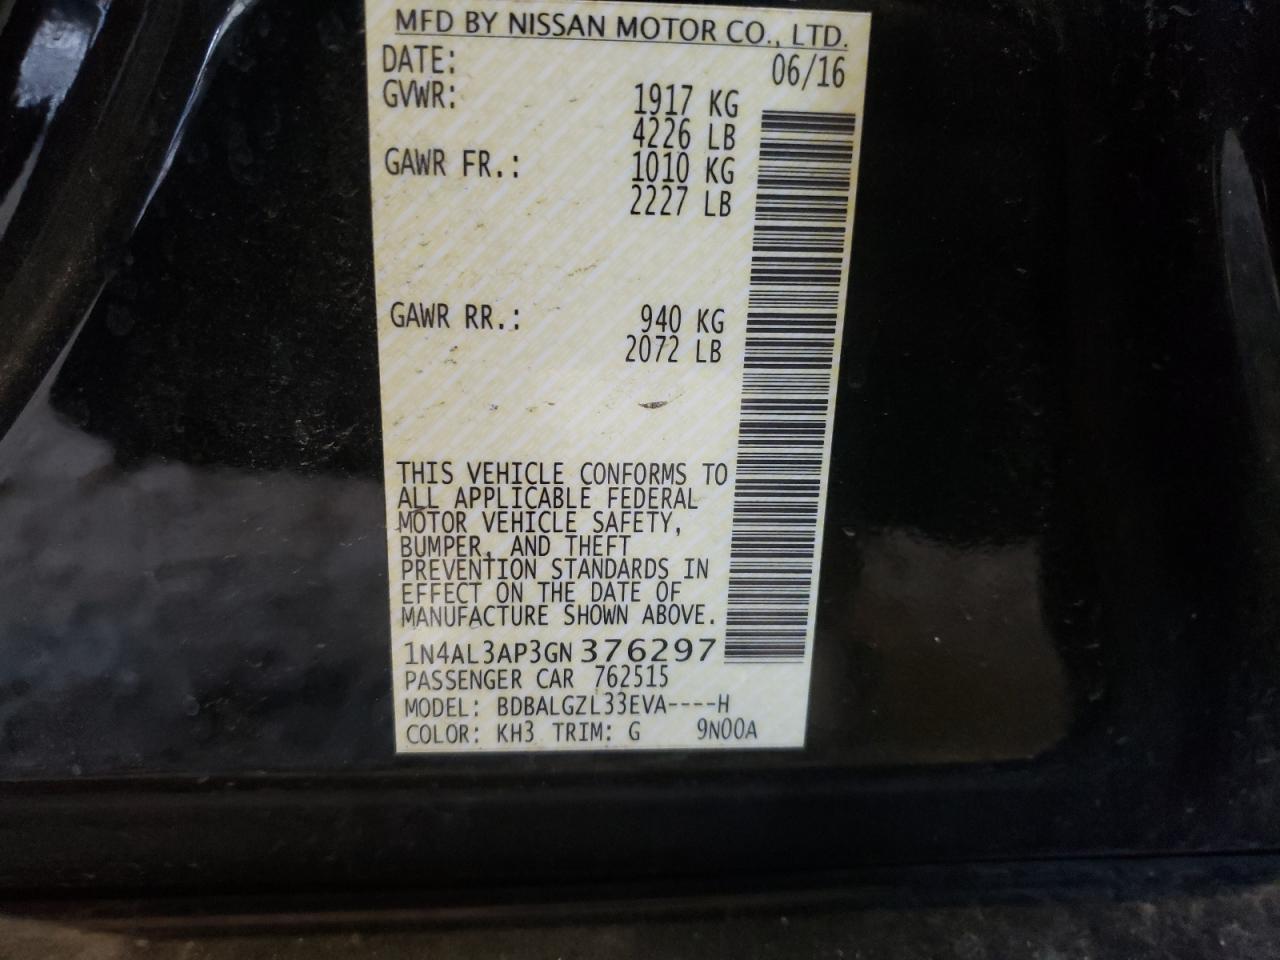 MFD BY NISSAN MOTOR CO., LTD.
DATE: 06/16
GVWR: 1917 KG
4226 LB
GAWR FR.: 1010 KG
2227 LB
GAWR RR.: 940 KG
2072 LB
THIS VEHICLE CONFORMS TO
ALL APPLICABLE FEDERAL
MOTOR VEHICLE SAFETY,
BUMPER, AND THEFT
PREVENTION STANDARDS IN
EFFECT ON THE DATE OF
MANUFACTURE SHOWN ABOVE.
1N4AL3AP3GN376297
PASSENGER CAR 762515
MODEL: BDBALGZL33EVA----H
COLOR: KH3 TRIM: G 9N00A